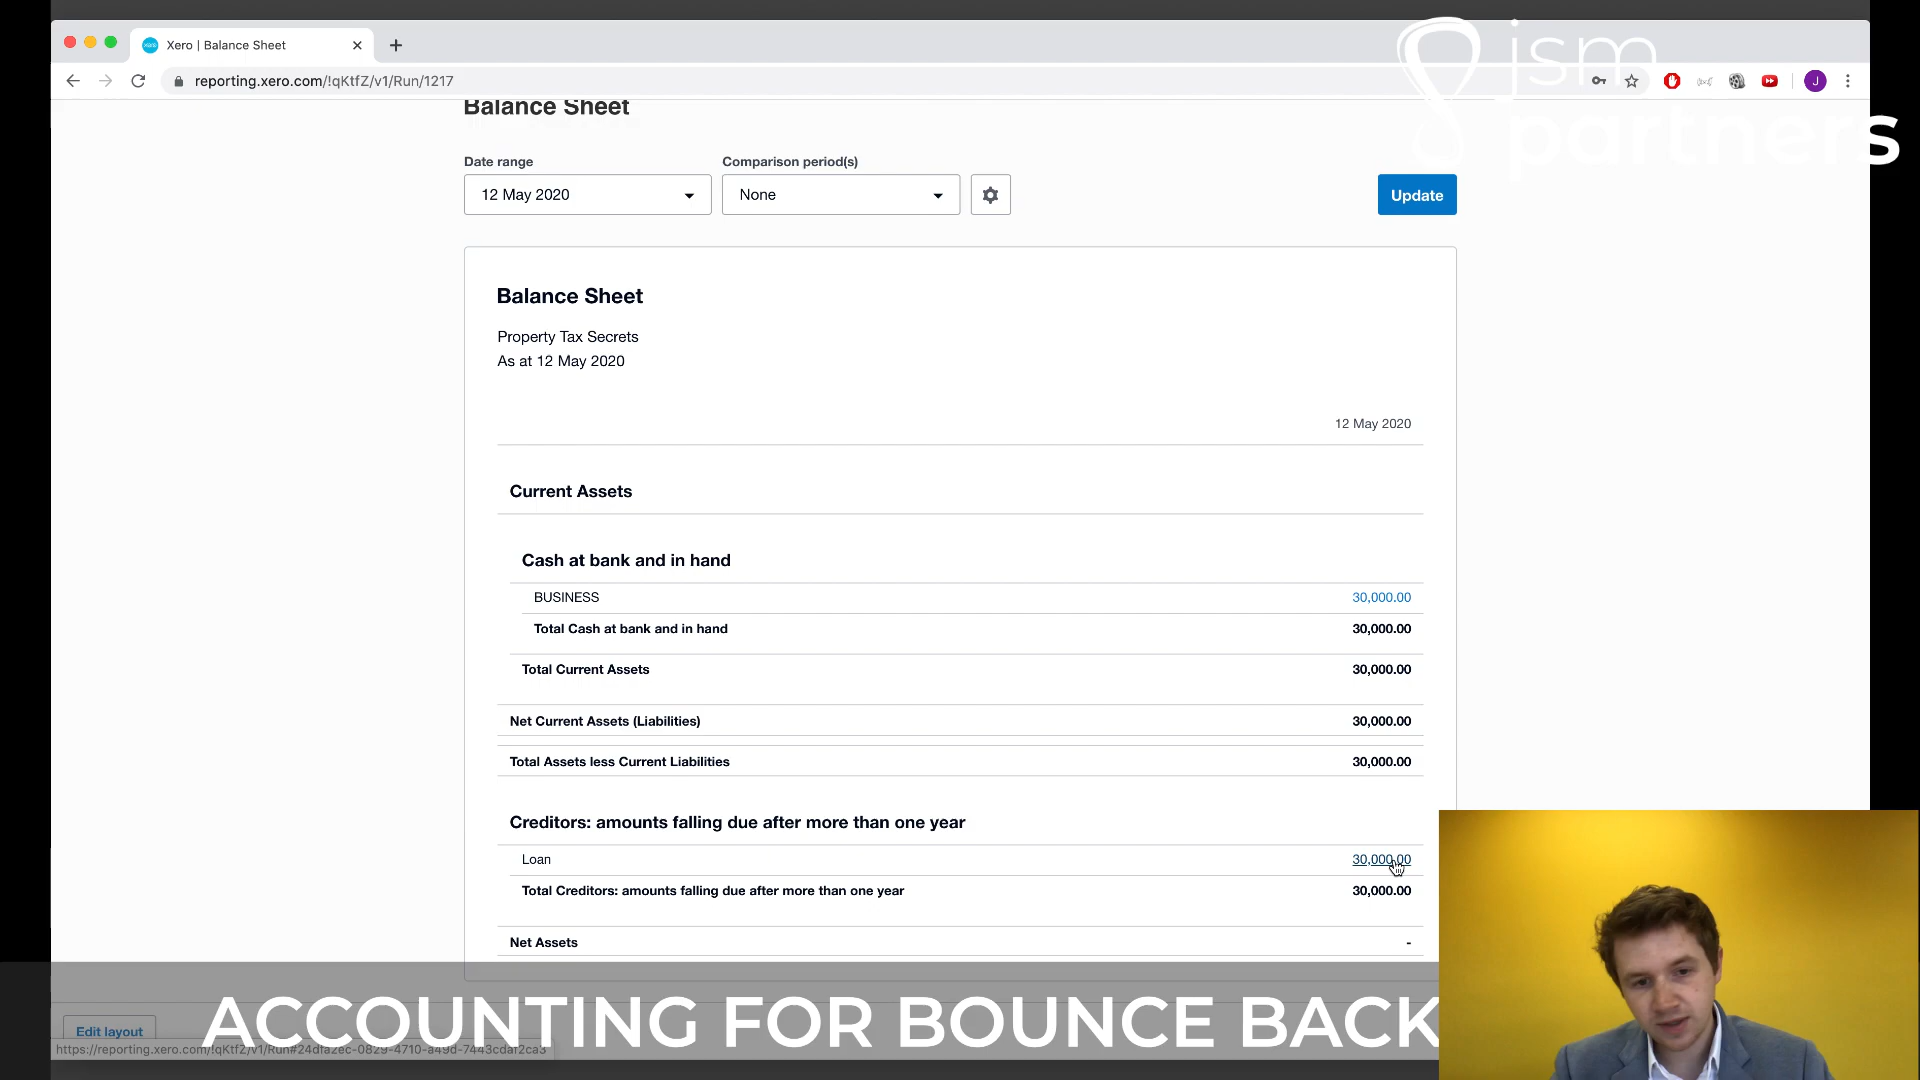 Xero | Balance Sheet
reporting.xero.com/!qKtfZ/v1/Run/1217
J
jsm
partners
Balance Sheet
Date range
Comparison period(s)
12 May 2020
None
Update
Balance Sheet
Property Tax Secrets
As at 12 May 2020
12 May 2020
Current Assets
Cash at bank and in hand
BUSINESS 30,000.00
Total Cash at bank and in hand 30,000.00
Total Current Assets 30,000.00
Net Current Assets (Liabilities) 30,000.00
Total Assets less Current Liabilities 30,000.00
Creditors: amounts falling due after more than one year
Loan 30,000.00
Total Creditors: amounts falling due after more than one year 30,000.00
Net Assets -
ACCOUNTING FOR BOUNCE BACK
Edit layout